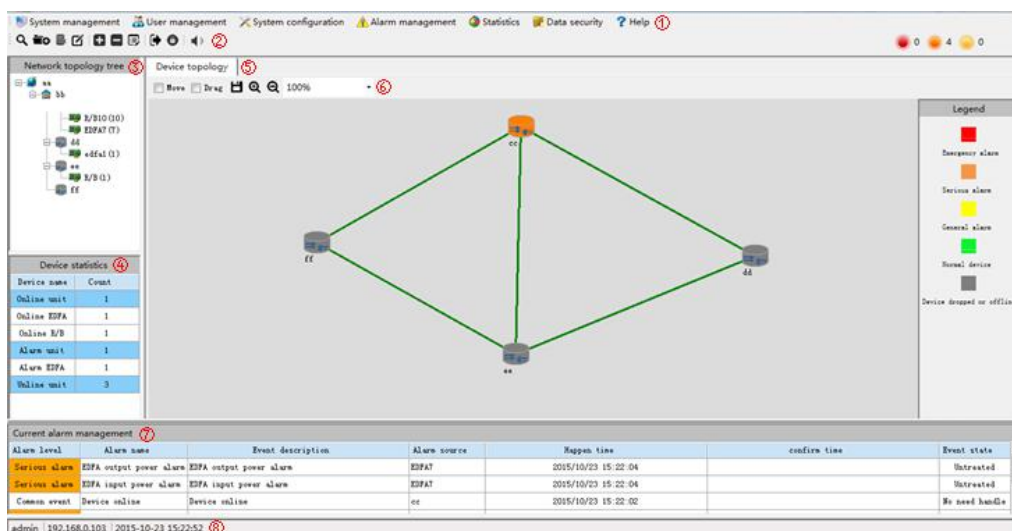 System management User management System configuration Alarm management Statistics Data security ? Help ①
② 0 4 0
Network topology tree ③
Device topology ⑤
Move Drag 100% ⑥
aa
bb
R/B10(10)
EDFA7(7)
dd
edfa1(1)
ee
R/B(1)
ff
cc
ff
dd
ee
Legend
Emergency alarm
Serious alarm
General alarm
Normal device
Device dropped or offlin
Device statistics ④
Device name Count
Online unit 1
Online EDFA 1
Online R/B 1
Alarm unit 1
Alarm EDFA 1
Unline unit 3
Current alarm management ⑦
Alarm level Alarm name Event description Alarm source Happen time confirm time Event state
Serious alarm EDFA output power alarm EDFA output power alarm EDFA7 2015/10/23 15:22:04 Untreated
Serious alarm EDFA input power alarm EDFA input power alarm EDFA7 2015/10/23 15:22:04 Untreated
Common event Device online Device online cc 2015/10/23 15:22:02 No need handle
admin 192.168.0.103 2015-10-23 15:22:52 ⑧